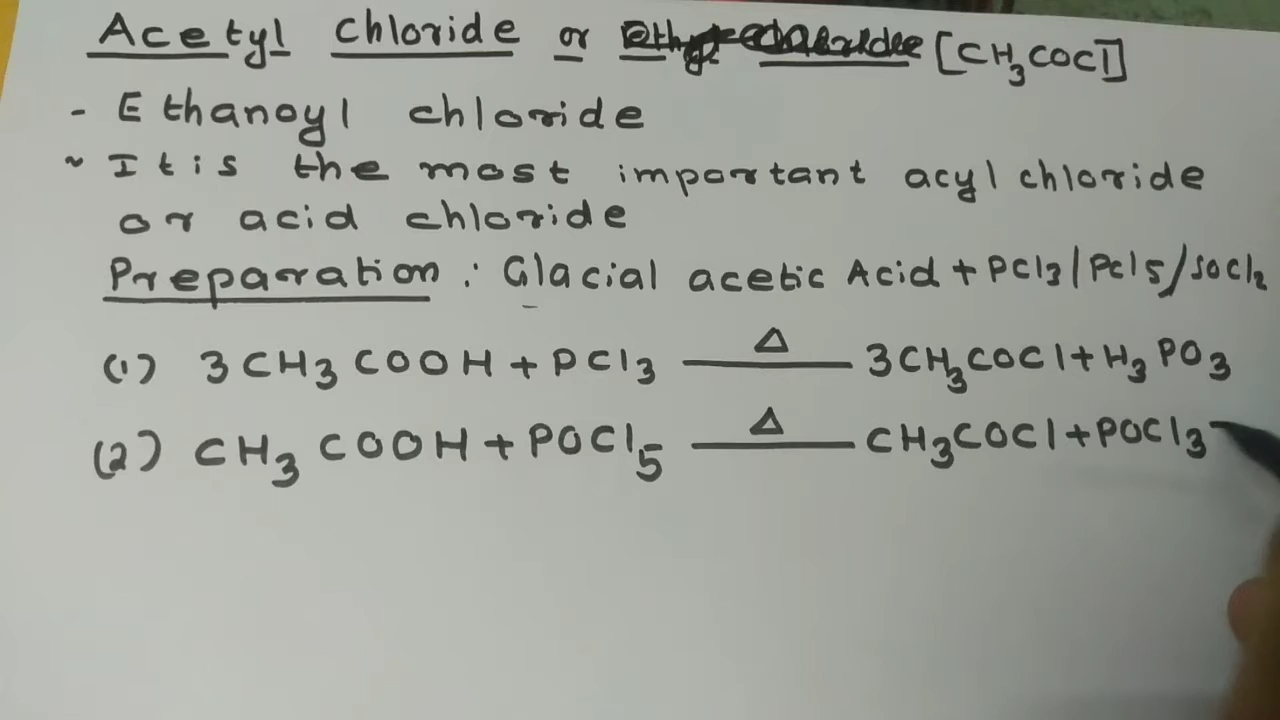 Acetyl chloride or [CH3COCl]
- Ethanoyl chloride
~ It is the most important acyl chloride
or acid chloride
Preparation : Glacial acetic Acid + PCl3/PCl5/SOCl2
(1) 3CH3COOH + PCl3 Δ 3CH3COCl + H3PO3
(2) CH3COOH + POCl5 Δ CH3COCl + POCl3